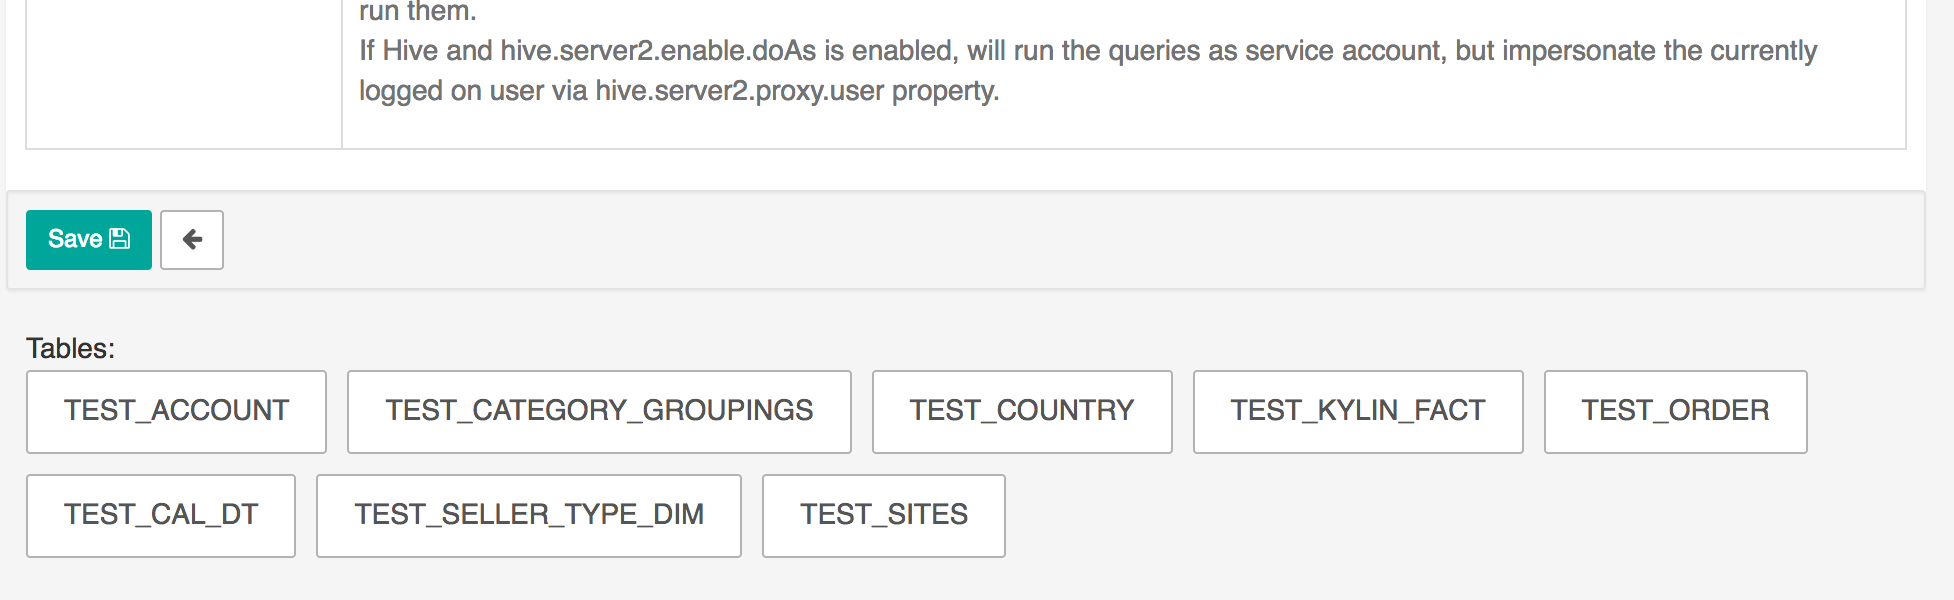 run them.
If Hive and hive.server2.enable.doAs is enabled, will run the queries as service account, but impersonate the currently
logged on user via hive.server2.proxy.user property.
Save
Tables:
TEST_ACCOUNT TEST_CATEGORY_GROUPINGS TEST_COUNTRY TEST_KYLIN_FACT TEST_ORDER
TEST_CAL_DT TEST_SELLER_TYPE_DIM TEST_SITES